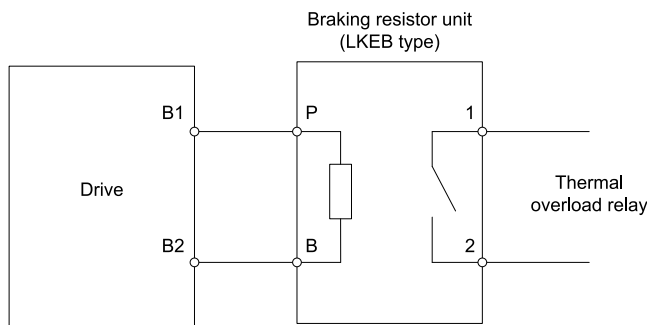 Braking resistor unit
(LKEB type)
B1
P
1
Drive
Thermal
overload relay
B2
B
2